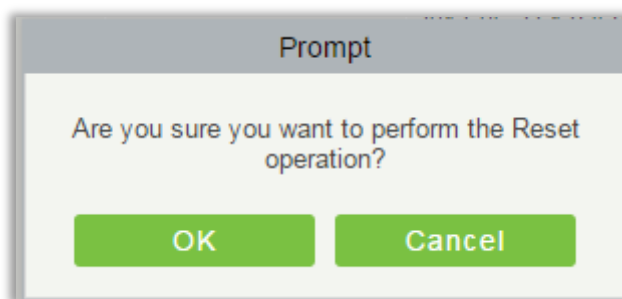 Prompt
Are you sure you want to perform the Reset
operation?
OK
Cancel